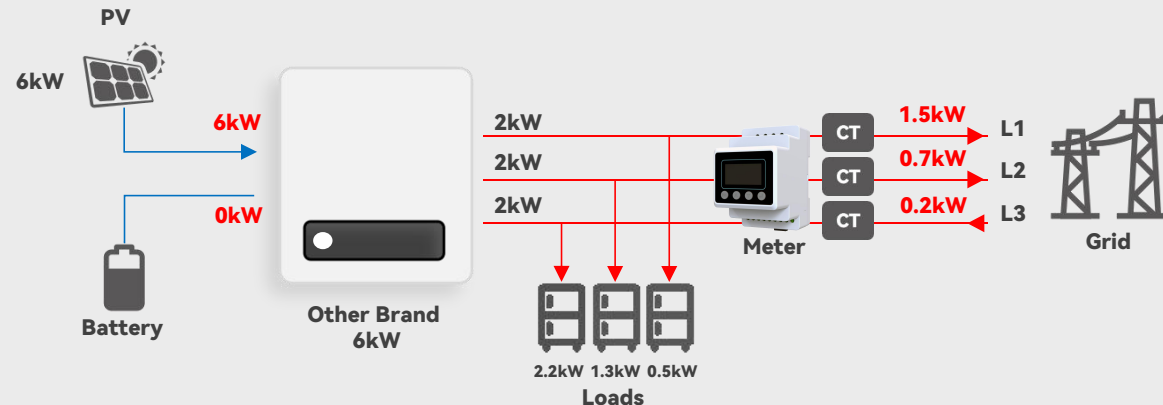 PV
6kW
6kW
0kW
Battery
Other Brand
6kW
2kW
2kW
2kW
Meter
CT
CT
CT
1.5kW
0.7kW
0.2kW
L1
L2
L3
Grid
2.2kW 1.3kW 0.5kW
Loads